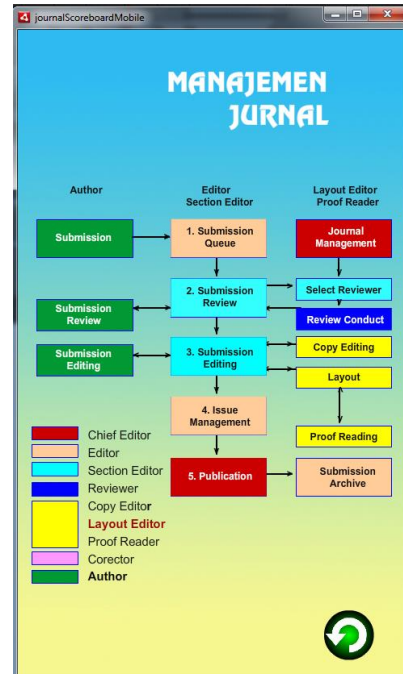 journalScoreboardMobile
MANAJEMEN
JURNAL
Author
Editor
Section Editor
Layout Editor
Proof Reader
Submission
1. Submission
Queue
Journal
Management
2. Submission
Review
Select Reviewer
Submission
Review
Review Conduct
Submission
Editing
3. Submission
Editing
Copy Editing
Layout
4. Issue
Management
Proof Reading
5. Publication
Submission
Archive
Chief Editor
Editor
Section Editor
Reviewer
Copy Editor
Layout Editor
Proof Reader
Corector
Author